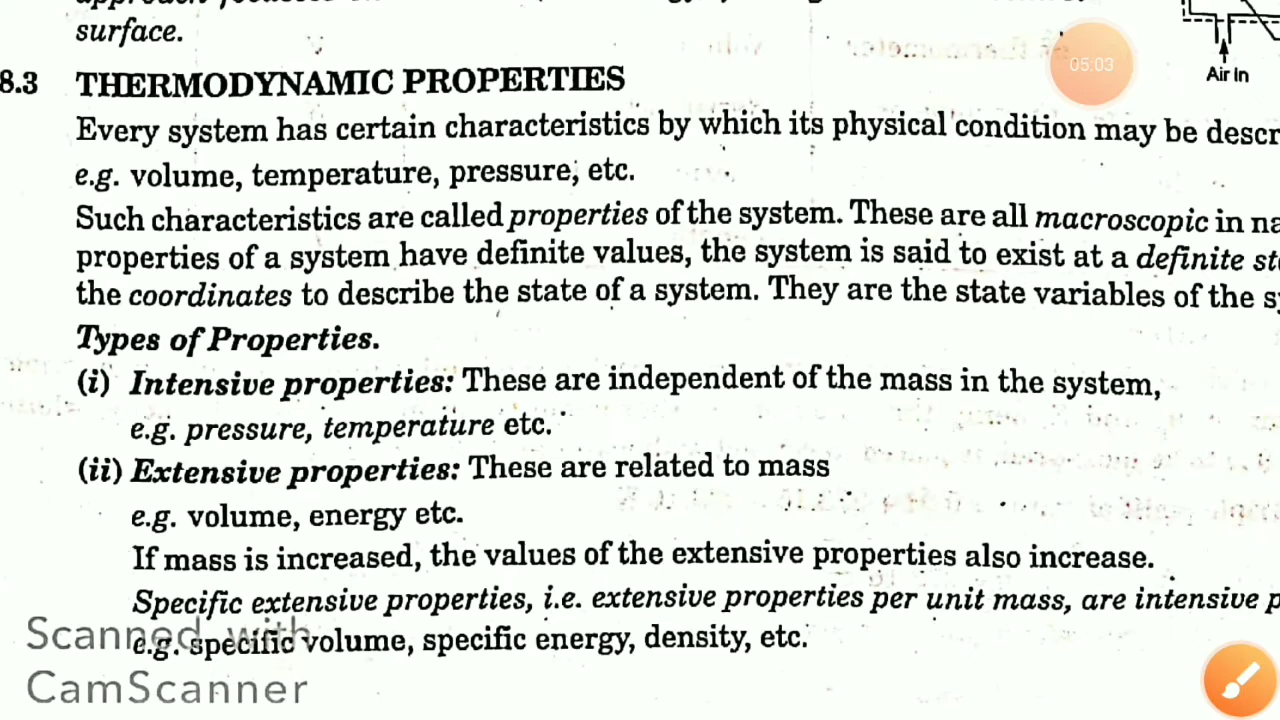 surface.
05:03
Air In
8.3 THERMODYNAMIC PROPERTIES
Every system has certain characteristics by which its physical condition may be descr
e.g. volume, temperature, pressure, etc.
Such characteristics are called properties of the system. These are all macroscopic in na
properties of a system have definite values, the system is said to exist at a definite st
the coordinates to describe the state of a system. They are the state variables of the s
Types of Properties.
(i) Intensive properties: These are independent of the mass in the system,
e.g. pressure, temperature etc.
(ii) Extensive properties: These are related to mass
e.g. volume, energy etc.
If mass is increased, the values of the extensive properties also increase.
Specific extensive properties, i.e. extensive properties per unit mass, are intensive p
e.g. specific volume, specific energy, density, etc.
Scanned with
CamScanner